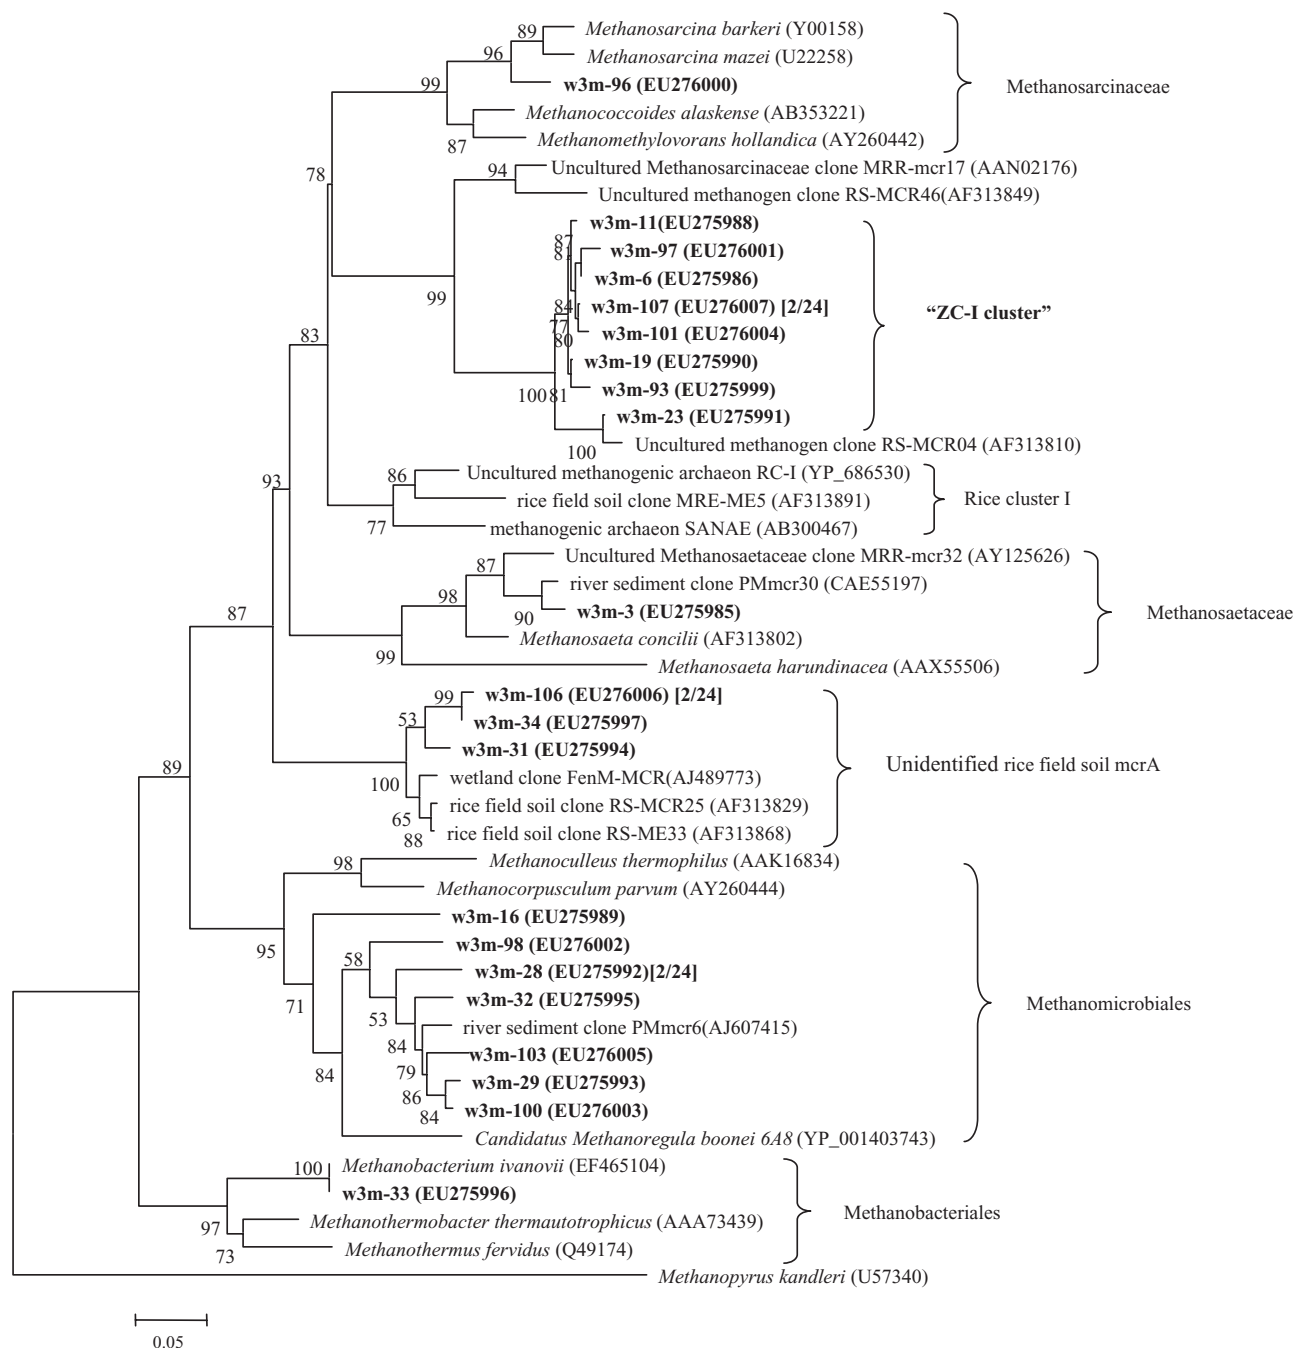 89
Methanosarcina barkeri (Y00158)
96
Methanosarcina mazei (U22258)
99
w3m-96 (EU276000)
Methanosarcinaceae
Methanococcoides alaskense (AB353221)
87
Methanomethylovorans hollandica (AY260442)
78
94
Uncultured Methanosarcinaceae clone MRR-mcr17 (AAN02176)
Uncultured methanogen clone RS-MCR46(AF313849)
w3m-11(EU275988)
87
81
w3m-97 (EU276001)
w3m-6 (EU275986)
99
84
w3m-107 (EU276007) [2/24]
“ZC-I cluster”
77
80
w3m-101 (EU276004)
83
w3m-19 (EU275990)
100
81
w3m-93 (EU275999)
w3m-23 (EU275991)
100
Uncultured methanogen clone RS-MCR04 (AF313810)
93
86
Uncultured methanogenic archaeon RC-I (YP_686530)
rice field soil clone MRE-ME5 (AF313891)
Rice cluster I
77
methanogenic archaeon SANAE (AB300467)
87
Uncultured Methanosaetaceae clone MRR-mcr32 (AY125626)
98
river sediment clone PMmcr30 (CAE55197)
90
w3m-3 (EU275985)
Methanosaetaceae
87
Methanosaeta concilii (AF313802)
99
Methanosaeta harundinacea (AAX55506)
99
w3m-106 (EU276006) [2/24]
53
w3m-34 (EU275997)
w3m-31 (EU275994)
Unidentified rice field soil mcrA
89
100
wetland clone FenM-MCR(AJ489773)
65
rice field soil clone RS-MCR25 (AF313829)
88
rice field soil clone RS-ME33 (AF313868)
98
Methanoculleus thermophilus (AAK16834)
Methanocorpusculum parvum (AY260444)
95
w3m-16 (EU275989)
58
w3m-98 (EU276002)
71
w3m-28 (EU275992)[2/24]
53
w3m-32 (EU275995)
Methanomicrobiales
84
river sediment clone PMmcr6(AJ607415)
84
79
w3m-103 (EU276005)
86
w3m-29 (EU275993)
84
w3m-100 (EU276003)
Candidatus Methanoregula boonei 6A8 (YP_001403743)
100
Methanobacterium ivanovii (EF465104)
w3m-33 (EU275996)
Methanobacteriales
97
Methanothermobacter thermautotrophicus (AAA73439)
73
Methanothermus fervidus (Q49174)
Methanopyrus kandleri (U57340)
0.05